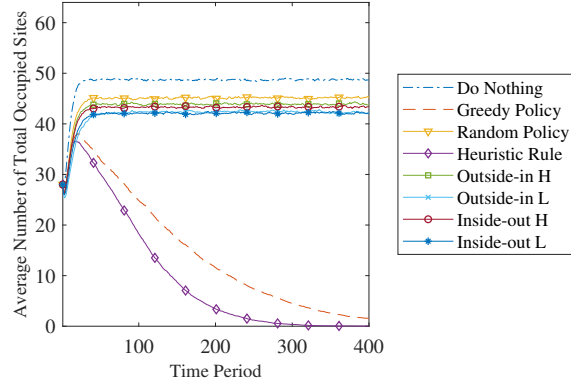 Average Number of Total Occupied Sites
60
50
40
30
20
10
0
100
200
300
400
Time Period
Do Nothing
Greedy Policy
Random Policy
Heuristic Rule
Outside-in H
Outside-in L
Inside-out H
Inside-out L